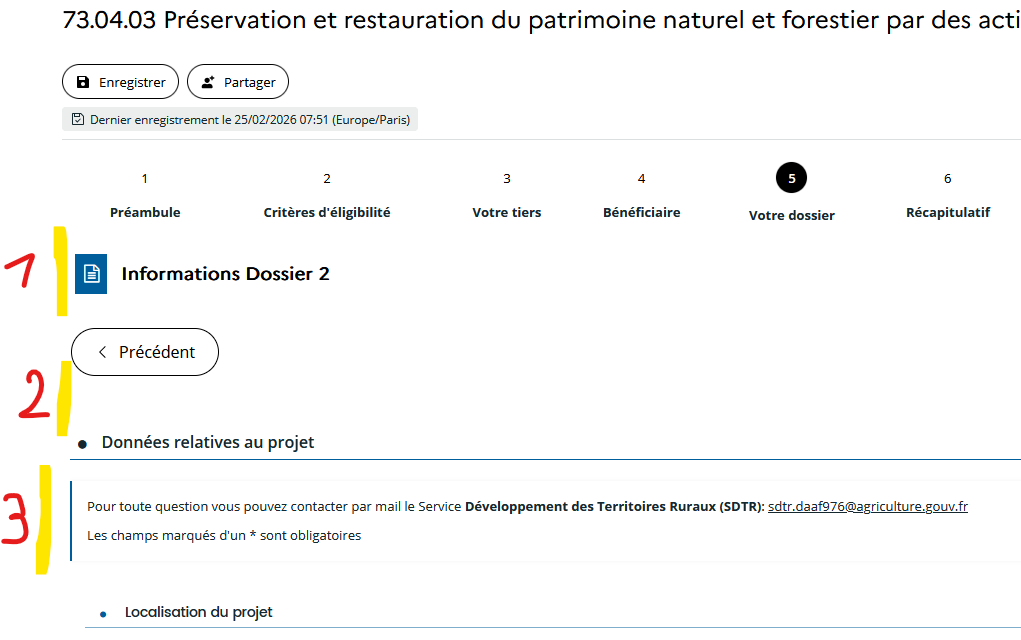 73.04.03 Préservation et restauration du patrimoine naturel et forestier par des acti
Enregistrer Partager
Dernier enregistrement le 25/02/2026 07:51 (Europe/Paris)
1 2 3 4 5 6
Préambule Critères d'éligibilité Votre tiers Bénéficiaire Votre dossier Récapitulatif
1
Informations Dossier 2
Précédent
2
Données relatives au projet
3
Pour toute question vous pouvez contacter par mail le Service Développement des Territoires Ruraux (SDTR): sdtr.daaf976@agriculture.gouv.fr
Les champs marqués d'un * sont obligatoires
Localisation du projet